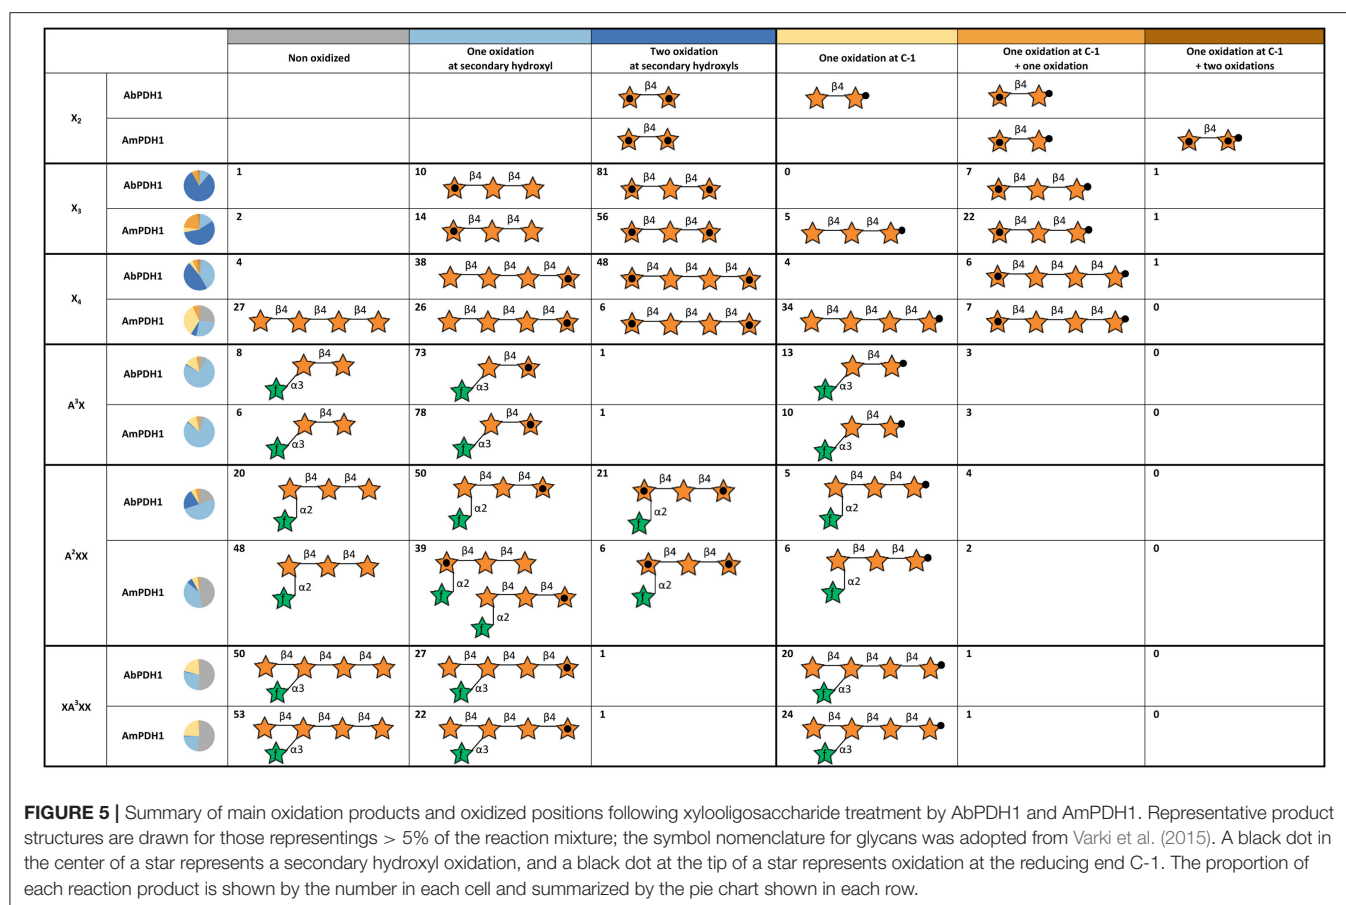 Non oxidized
One oxidation
at secondary hydroxyl
Two oxidation
at secondary hydroxyls
One oxidation at C-1
One oxidation at C-1
+ one oxidation
One oxidation at C-1
+ two oxidations
X2
AbPDH1
β4
β4
β4
AmPDH1
β4
β4
β4
X3
AbPDH1
1
10 β4 β4
81 β4 β4
0
7 β4 β4
1
AmPDH1
2
14 β4 β4
56 β4 β4
5 β4 β4
22 β4 β4
1
X4
AbPDH1
4
38 β4 β4 β4
48 β4 β4 β4
4
6 β4 β4 β4
1
AmPDH1
27 β4 β4 β4
26 β4 β4 β4
6 β4 β4 β4
34 β4 β4 β4
7 β4 β4 β4
0
A³X
AbPDH1
8 β4
f α3
73 β4
f α3
1
13 β4
f α3
3
0
AmPDH1
6 β4
f α3
78 β4
f α3
1
10 β4
f α3
3
0
A²XX
AbPDH1
20 β4 β4
α2
f
50 β4 β4
α2
f
21 β4 β4
α2
f
5 β4 β4
α2
f
4
0
AmPDH1
48 β4 β4
α2
f
39 β4 β4
α2
f
β4 β4
α2
f
6 β4 β4
α2
f
6 β4 β4
α2
f
2
0
XA³XX
AbPDH1
50 β4 β4 β4
f α3
27 β4 β4 β4
f α3
1
20 β4 β4 β4
f α3
1
0
AmPDH1
53 β4 β4 β4
f α3
22 β4 β4 β4
f α3
1
24 β4 β4 β4
f α3
1
0
FIGURE 5 | Summary of main oxidation products and oxidized positions following xylooligosaccharide treatment by AbPDH1 and AmPDH1. Representative product
structures are drawn for those representings > 5% of the reaction mixture; the symbol nomenclature for glycans was adopted from Varki et al. (2015). A black dot in
the center of a star represents a secondary hydroxyl oxidation, and a black dot at the tip of a star represents oxidation at the reducing end C-1. The proportion of
each reaction product is shown by the number in each cell and summarized by the pie chart shown in each row.